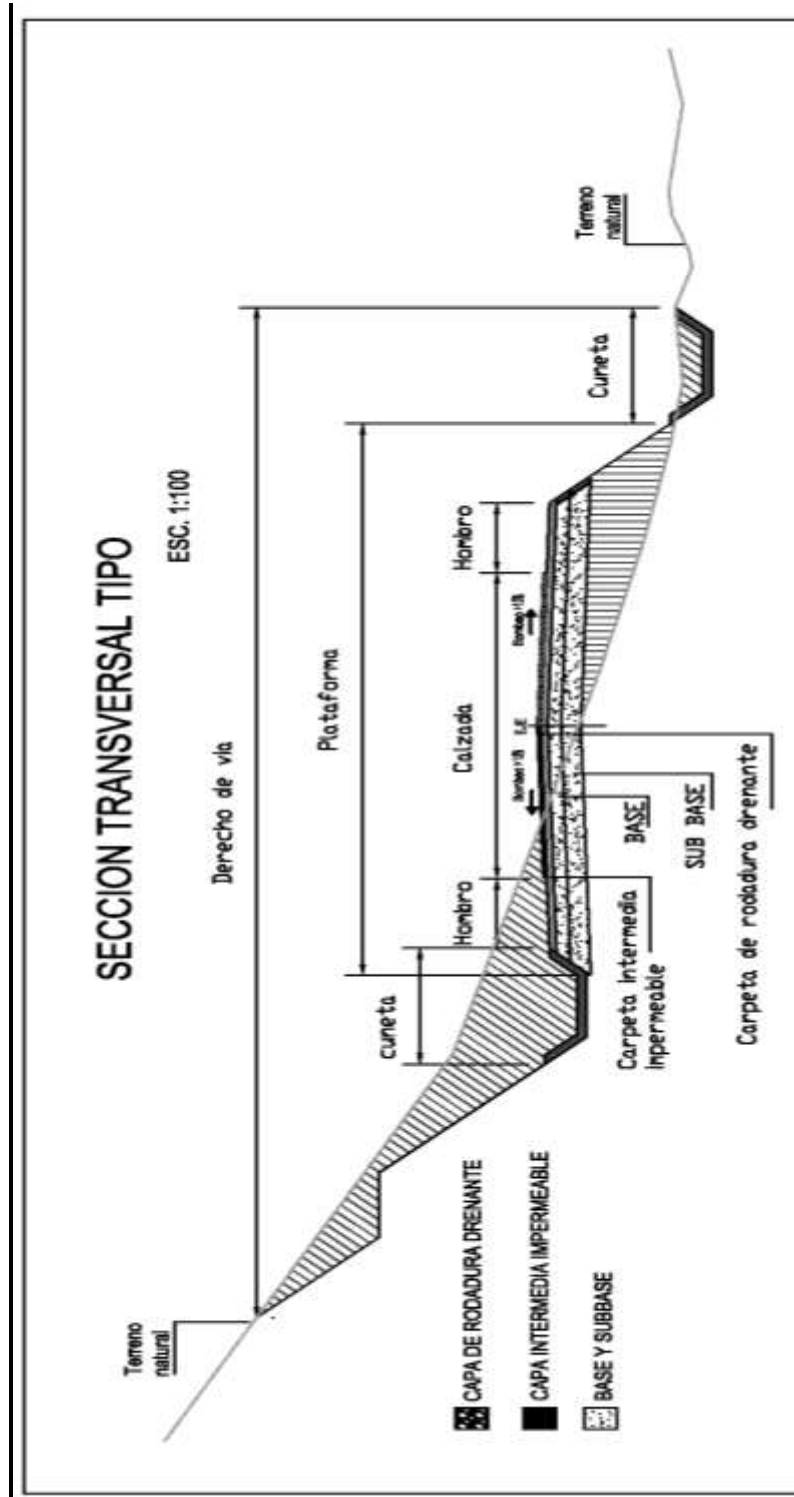 SECCION TRANSVERSAL TIPO
ESC. 1:100
Derecho de vía
Plataforma
Hombro
Calzada
Hombro
cuneta
Cuneta
Terreno
natural
Terreno
natural
EJE
Carpeta Intermedia
Impermeable
BASE
SUB BASE
Carpeta de rodadura drenante
CAPA DE RODADURA DRENANTE
CAPA INTERMEDIA IMPERMEABLE
BASE Y SUBBASE